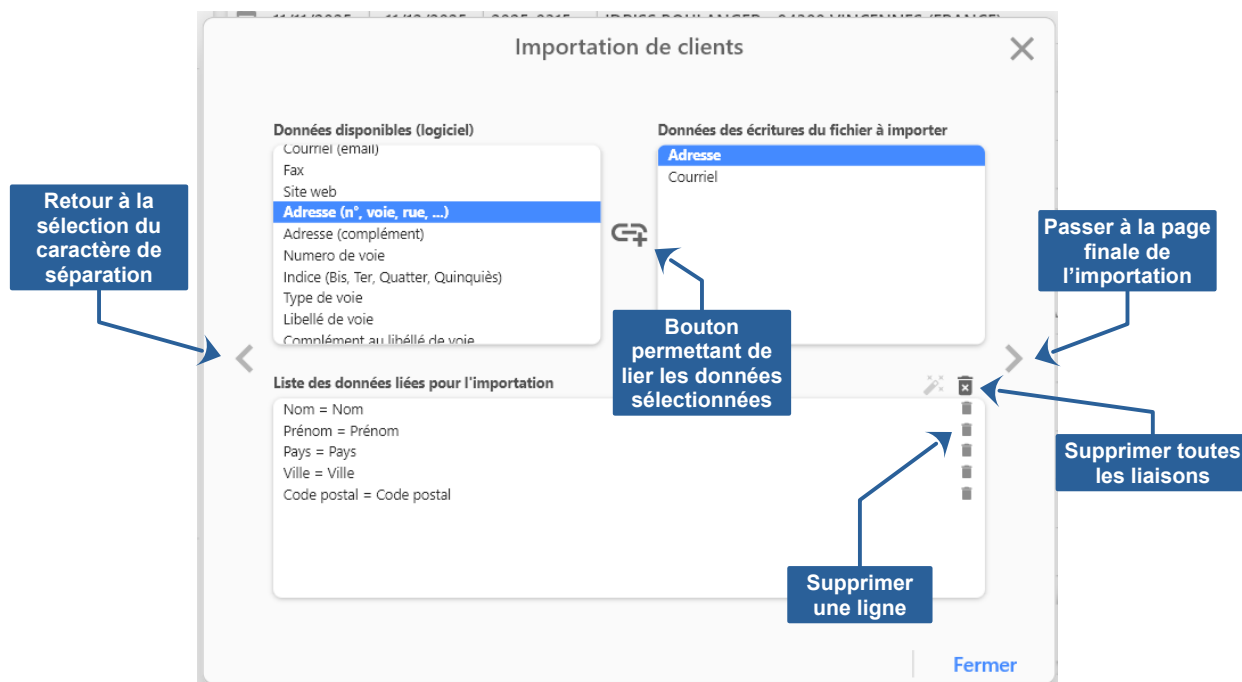 Importation de clients
Données disponibles (logiciel)
Données des écritures du fichier à importer
Courriel (email)
Fax
Site web
Adresse (n°, voie, rue, ...)
Adresse (complément)
Numero de voie
Indice (Bis, Ter, Quatter, Quinquiès)
Type de voie
Libellé de voie
Complément au libéllé de voie
Adresse
Courriel
Retour à la
sélection du
caractère de
séparation
Bouton
permettant de
lier les données
sélectionnées
Passer à la page
finale de
l'importation
Liste des données liées pour l'importation
Nom = Nom
Prénom = Prénom
Pays = Pays
Ville = Ville
Code postal = Code postal
Supprimer toutes
les liaisons
Supprimer
une ligne
Fermer